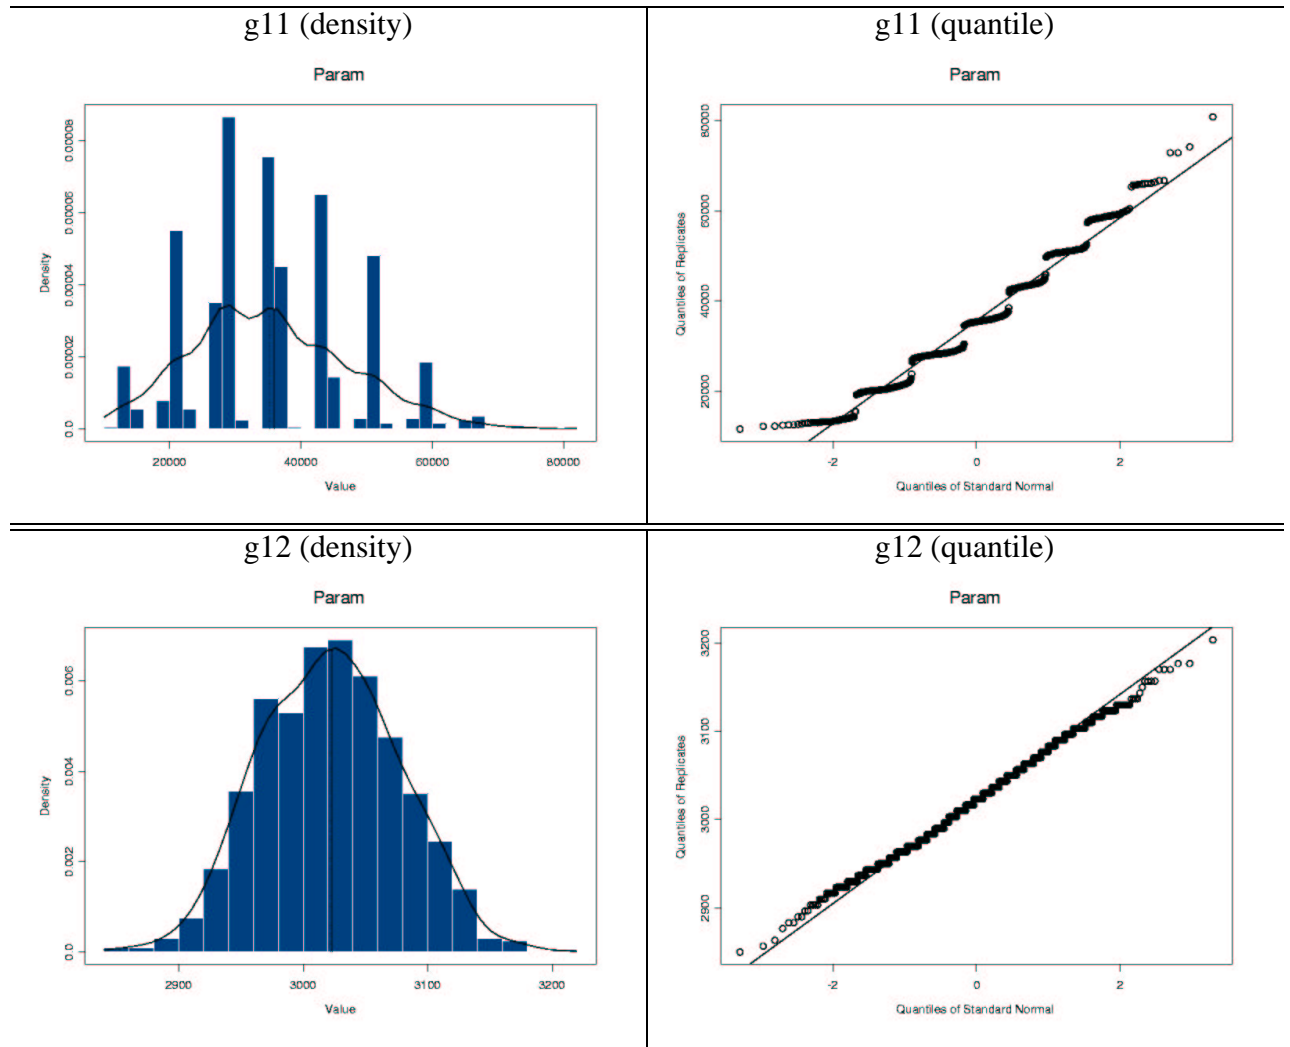 g11 (density)
g11 (quantile)
Param
Density
0.0
0.00002
0.00004
0.00006
0.00008
20000
40000
60000
80000
Value
Param
Quantiles of Replicates
20000
40000
60000
80000
-2
0
2
Quantiles of Standard Normal
g12 (density)
g12 (quantile)
Param
Density
0.0
0.002
0.004
0.006
2900
3000
3100
3200
Value
Param
Quantiles of Replicates
2900
3000
3100
3200
-2
0
2
Quantiles of Standard Normal